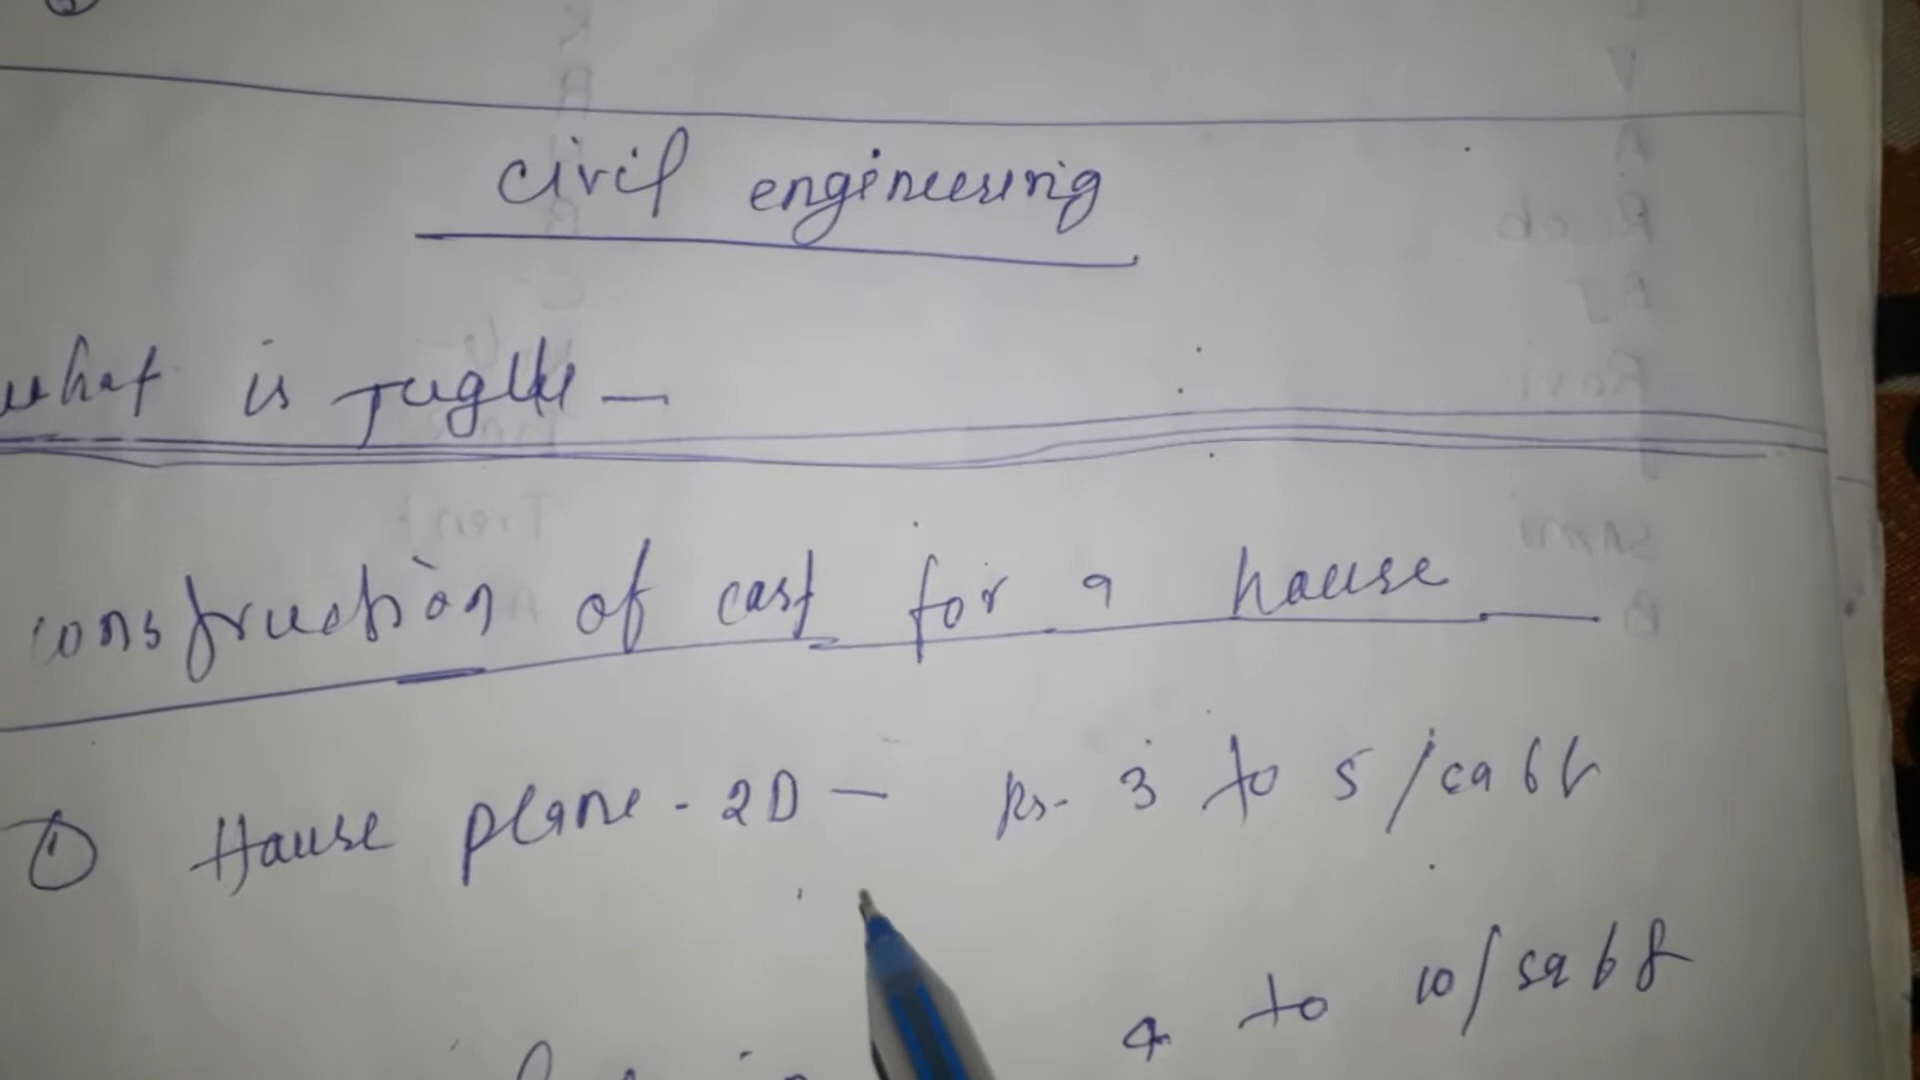 civil engineering
what is
construction of cast for a hause
① Hause plane - 2D — Rs- 3 to 5 /sqft
4 to 10/sqft